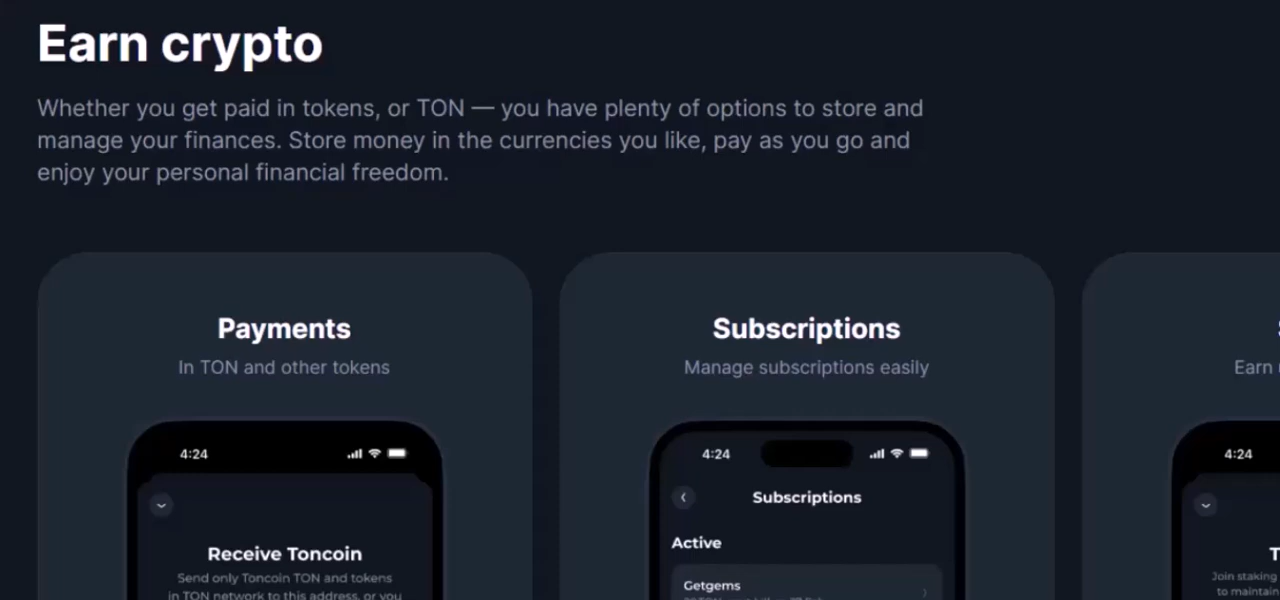 Earn crypto
Whether you get paid in tokens, or TON — you have plenty of options to store and
manage your finances. Store money in the currencies you like, pay as you go and
enjoy your personal financial freedom.
Payments
In TON and other tokens
4:24
Receive Toncoin
Send only Toncoin TON and tokens
in TON network to this address, or you
Subscriptions
Manage subscriptions easily
4:24
Subscriptions
Active
Getgems
Earn
4:24
Join staking
to maintain